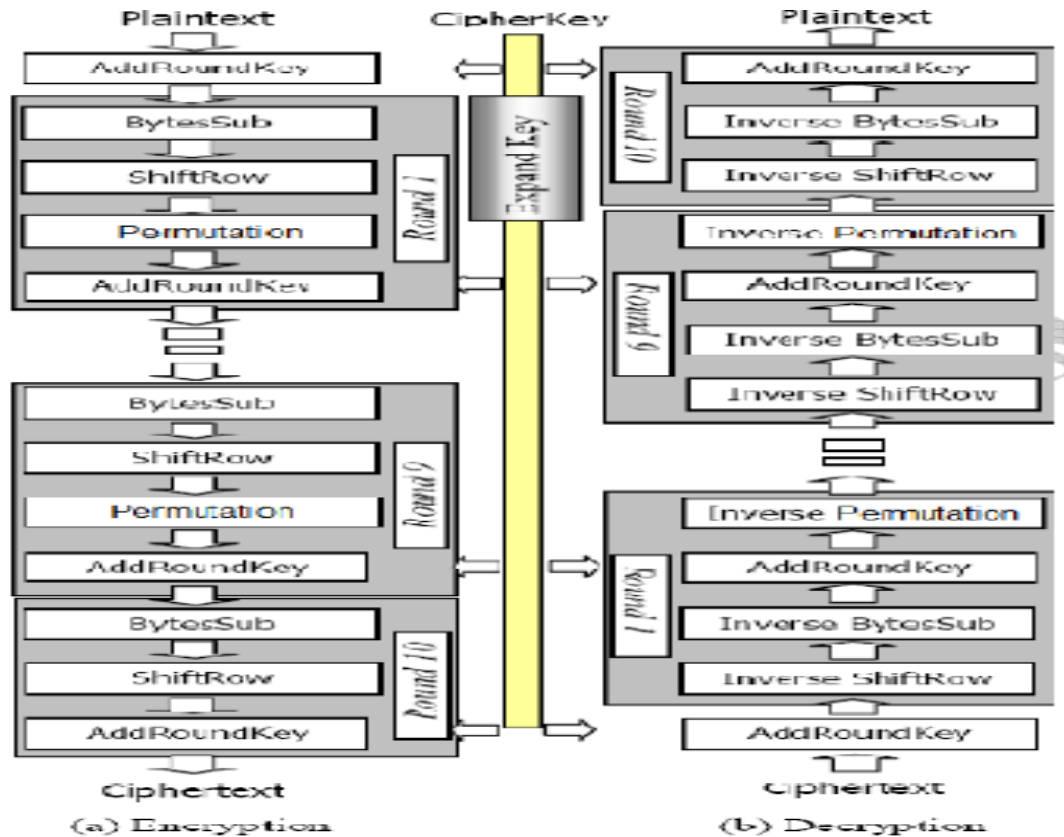 Plaintext
AddRoundKey
BytesSub
ShiftRow
Permutation
AddRoundKey
Round 1
BytesSub
ShiftRow
Permutation
AddRoundKey
Round 9
BytesSub
ShiftRow
AddRoundKey
Round 10
Ciphertext
(a) Encryption
CipherKey
Expand Key
Plaintext
AddRoundKey
Inverse BytesSub
Inverse ShiftRow
Round 10
Inverse Permutation
AddRoundKey
Inverse BytesSub
Inverse ShiftRow
Round 9
Inverse Permutation
AddRoundKey
Inverse BytesSub
Inverse ShiftRow
Round 1
AddRoundKey
Ciphertext
(b) Decryption